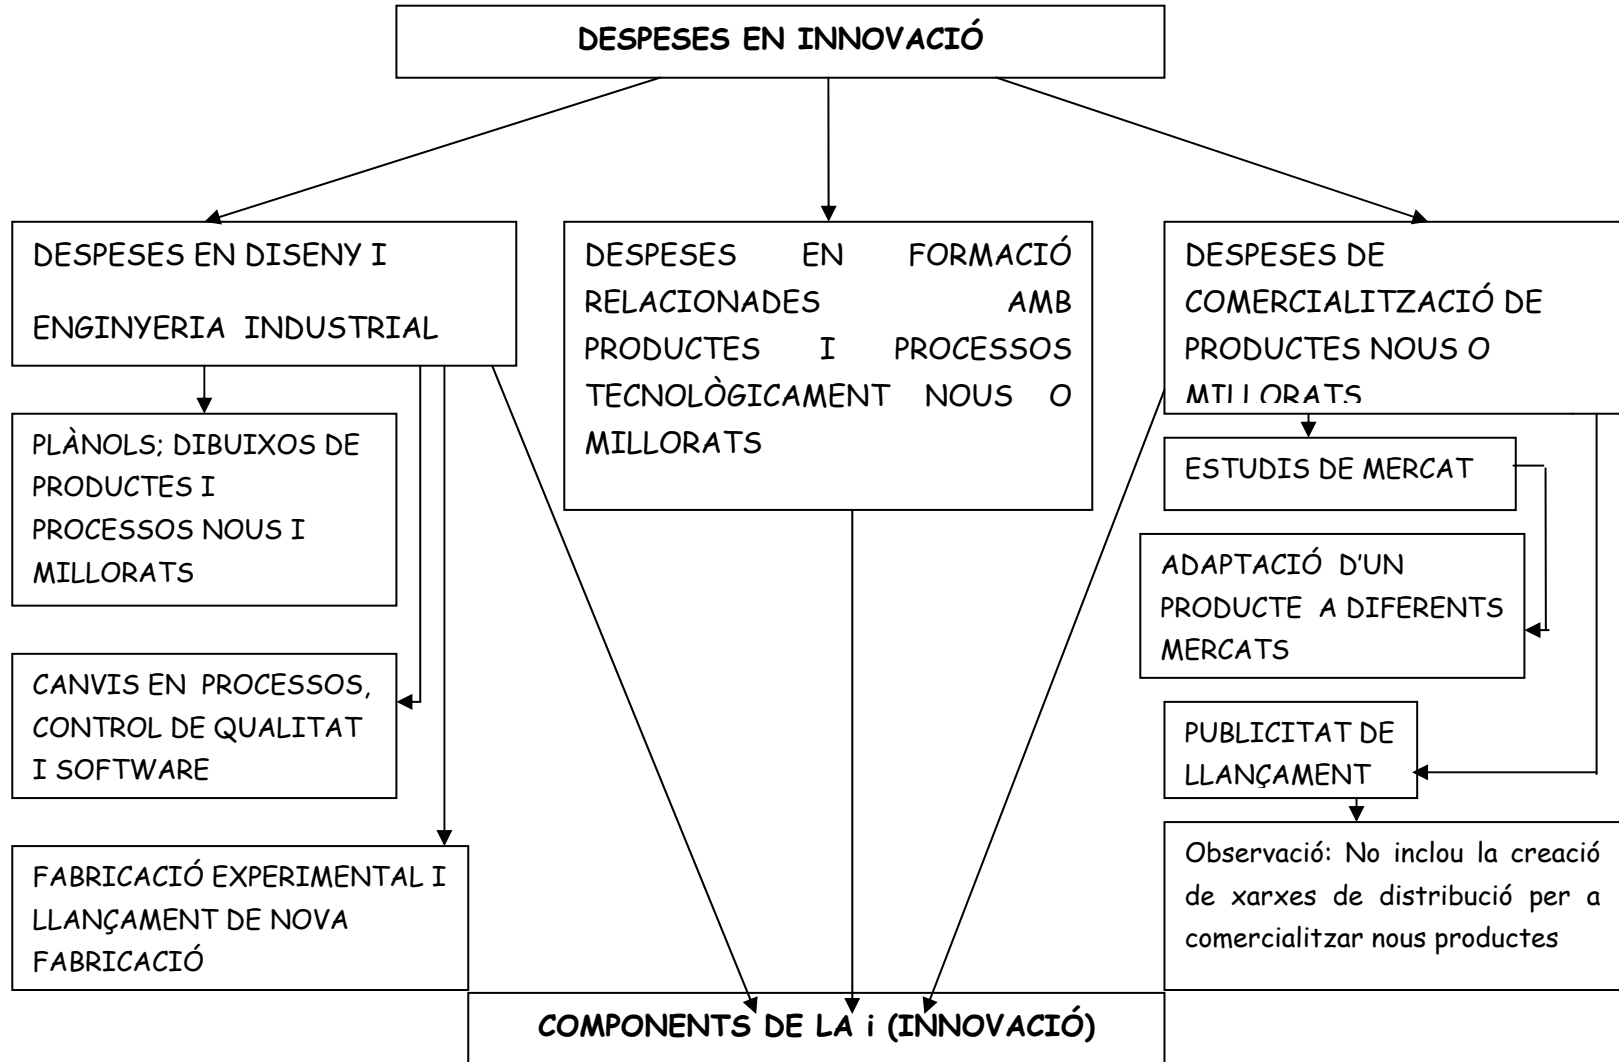 DESPESES EN INNOVACIÓ
DESPESES EN DISENY I
ENGINYERIA INDUSTRIAL
DESPESES EN FORMACIÓ
RELACIONADES AMB
PRODUCTES I PROCESSOS
TECNOLÒGICAMENT NOUS O
MILLORATS
DESPESES DE
COMERCIALITZACIÓ DE
PRODUCTES NOUS O
MILLORATS
PLÀNOLS; DIBUIXOS DE
PRODUCTES I
PROCESSOS NOUS I
MILLORATS
CANVIS EN PROCESSOS,
CONTROL DE QUALITAT
I SOFTWARE
FABRICACIÓ EXPERIMENTAL I
LLANÇAMENT DE NOVA
FABRICACIÓ
ESTUDIS DE MERCAT
ADAPTACIÓ D'UN
PRODUCTE A DIFERENTS
MERCATS
PUBLICITAT DE
LLANÇAMENT
Observació: No inclou la creació
de xarxes de distribució per a
comercialitzar nous productes
COMPONENTS DE LA i (INNOVACIÓ)